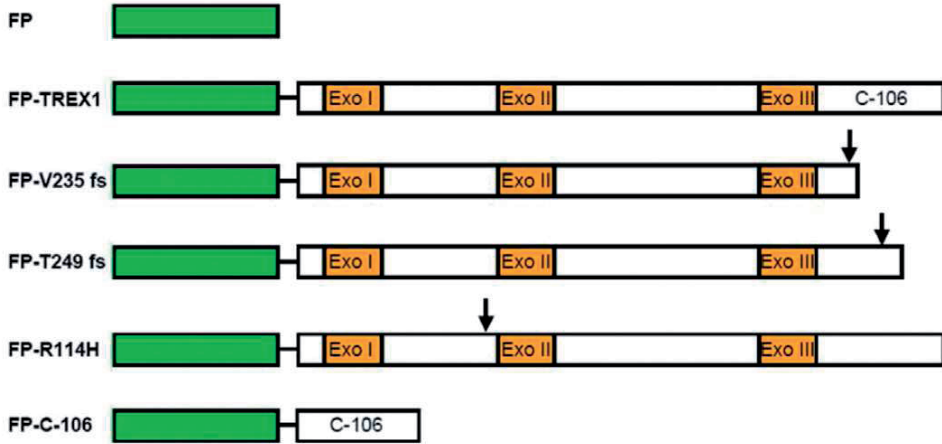 FP
FP-TREX1 Exo I Exo II Exo III C-106
FP-V235 fs Exo I Exo II Exo III
FP-T249 fs Exo I Exo II Exo III
FP-R114H Exo I Exo II Exo III
FP-C-106 C-106